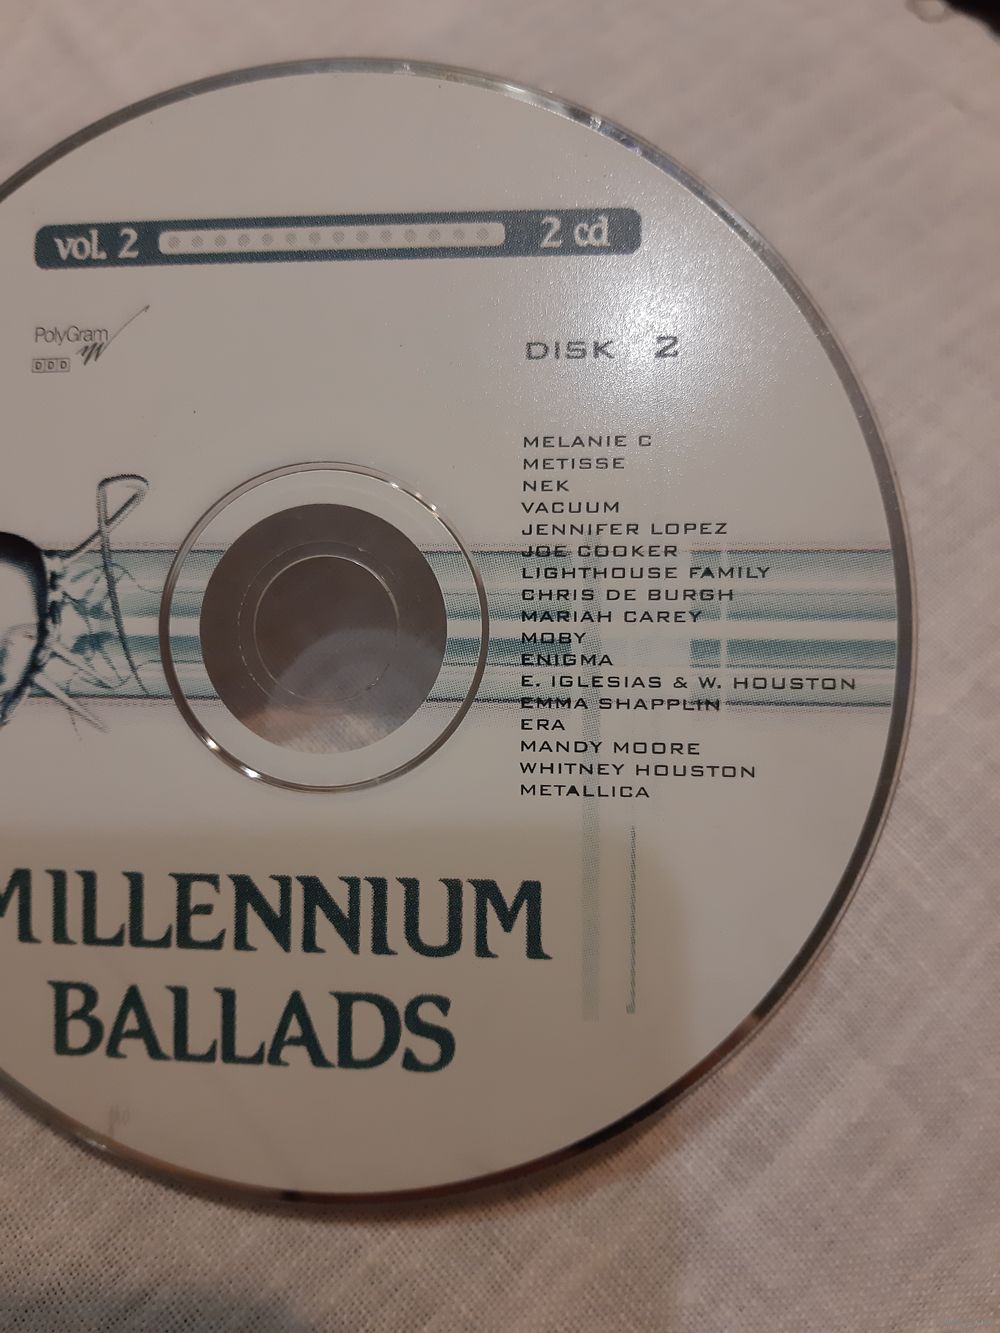 vol. 2 2 cd
PolyGram
DDD
DISK 2
MELANIE C
METISSE
NEK
VACUUM
JENNIFER LOPEZ
JOE COOKER
LIGHTHOUSE FAMILY
CHRIS DE BURGH
MARIAH CAREY
MOBY
ENIGMA
E. IGLESIAS & W. HOUSTON
EMMA SHAPPLIN
ERA
MANDY MOORE
WHITNEY HOUSTON
METALLICA
MILLENNIUM
BALLADS